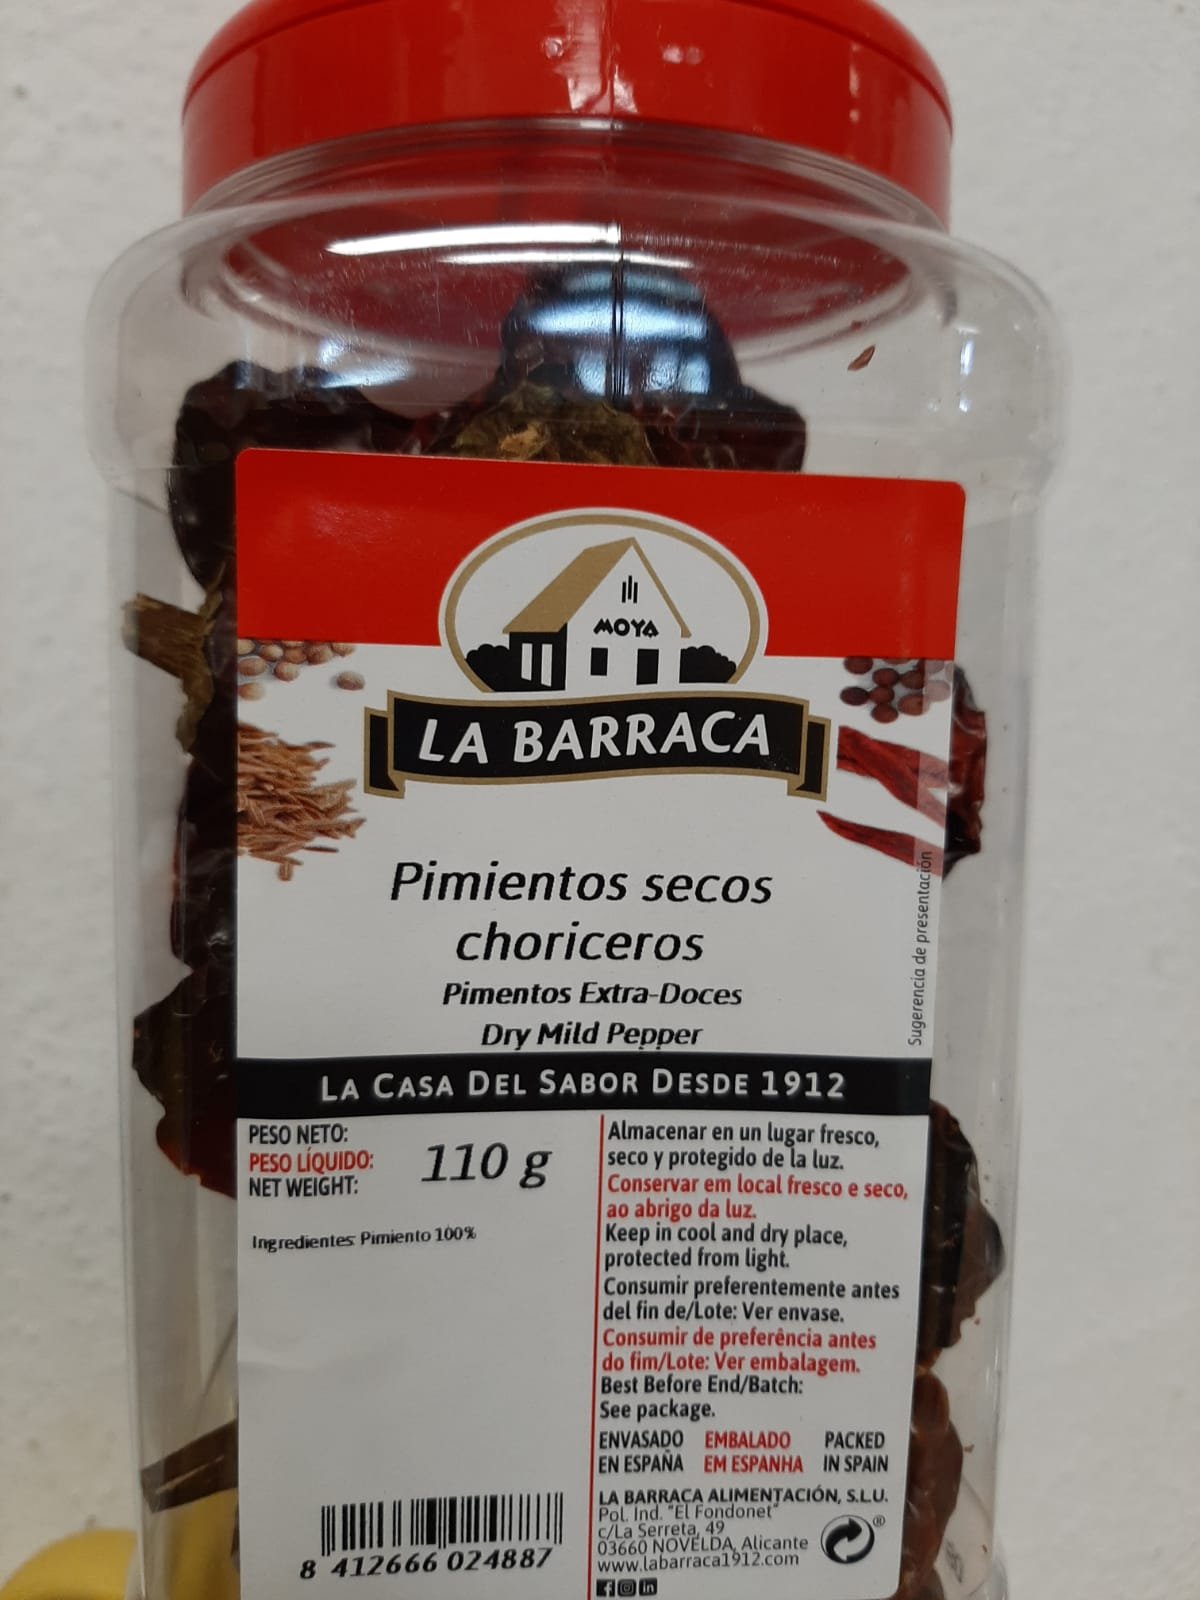 MOYA
LA BARRACA
Pimientos secos
choriceros
Pimentos Extra-Doces
Dry Mild Pepper
Sugerencia de presentación
LA CASA DEL SABOR DESDE 1912
PESO NETO:
PESO LÍQUIDO:
NET WEIGHT:
110 g
Ingredientes: Pimiento 100%
Almacenar en un lugar fresco,
seco y protegido de la luz.
Conservar em local fresco e seco,
ao abrigo da luz.
Keep in cool and dry place,
protected from light.
Consumir preferentemente antes
del fin de/Lote: Ver envase.
Consumir de preferência antes
do fim/Lote: Ver embalagem.
Best Before End/Batch:
See package.
ENVASADO EMBALADO PACKED
EN ESPAÑA EM ESPANHA IN SPAIN
LA BARRACA ALIMENTACIÓN, S.L.U.
Pol. Ind. "El Fondonet"
c/La Serreta, 49
03660 NOVELDA, Alicante
www.labarraca1912.com
®
8 412666 024887